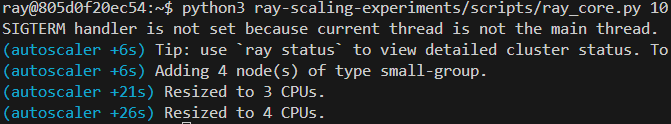 ray@805d0f20ec54:~$ python3 ray-scaling-experiments/scripts/ray_core.py 10
SIGTERM handler is not set because current thread is not the main thread.
(autoscaler +6s) Tip: use `ray status` to view detailed cluster status. To
(autoscaler +6s) Adding 4 node(s) of type small-group.
(autoscaler +21s) Resized to 3 CPUs.
(autoscaler +26s) Resized to 4 CPUs.